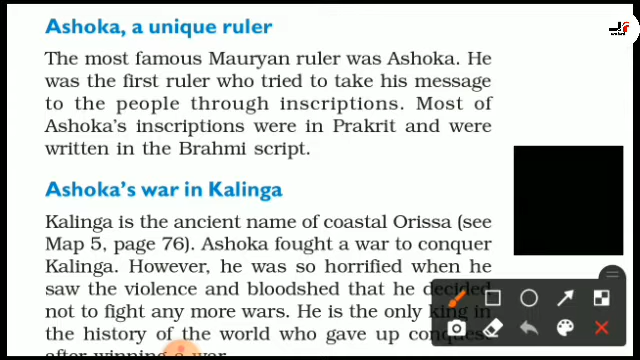 Ashoka, a unique ruler
The most famous Mauryan ruler was Ashoka. He
was the first ruler who tried to take his message
to the people through inscriptions. Most of
Ashoka's inscriptions were in Prakrit and were
written in the Brahmi script.
Ashoka's war in Kalinga
Kalinga is the ancient name of coastal Orissa (see
Map 5, page 76). Ashoka fought a war to conquer
Kalinga. However, he was so horrified when he
saw the violence and bloodshed that he decided
not to fight any more wars. He is the only king in
the history of the world who gave up conquest
after winning a war.